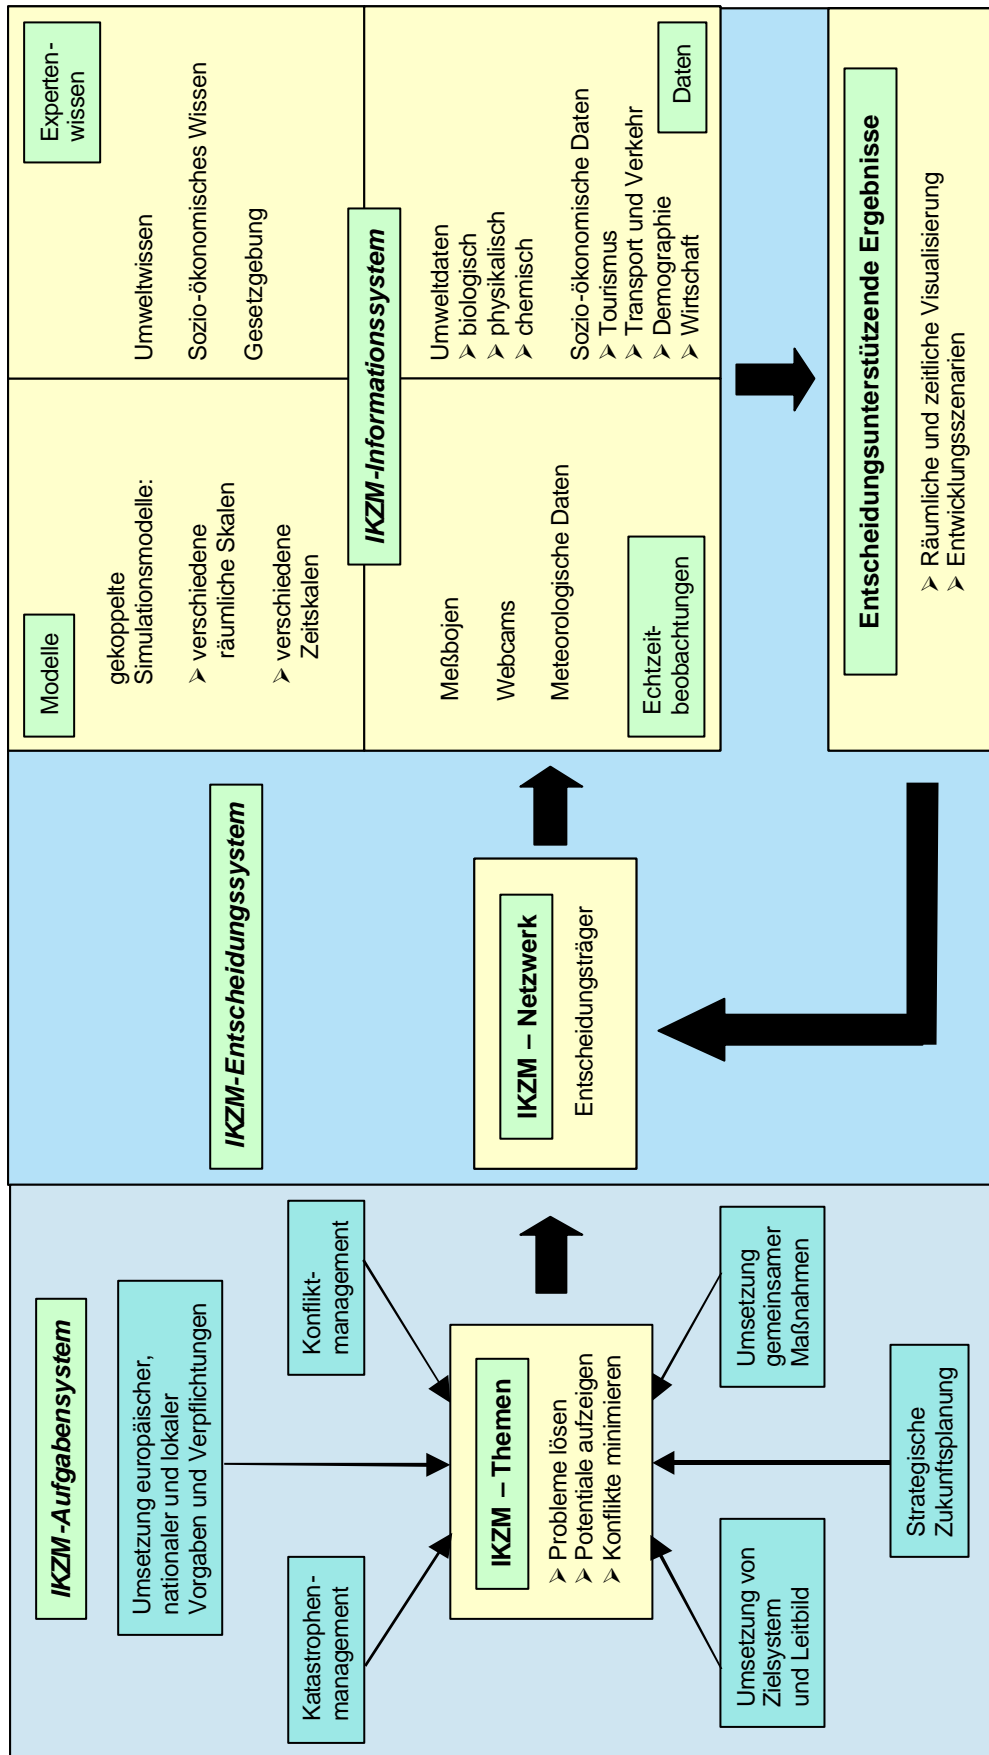 IKZM-Aufgabensystem
Umsetzung europäischer,
nationaler und lokaler
Vorgaben und Verpflichtungen
Katastrophen-
management
Konflikt-
management
IKZM – Themen
➢ Probleme lösen
➢ Potentiale aufzeigen
➢ Konflikte minimieren
Umsetzung von
Zielsystem
und Leitbild
Umsetzung
gemeinsamer
Maßnahmen
Strategische
Zukunftsplanung
IKZM-Entscheidungssystem
IKZM – Netzwerk
Entscheidungsträger
Modelle
gekoppelte
Simulationsmodelle:
➢ verschiedene
räumliche Skalen
➢ verschiedene
Zeitskalen
Experten-
wissen
Umweltwissen
Sozio-ökonomisches Wissen
Gesetzgebung
IKZM-Informationssystem
Meßbojen
Webcams
Meteorologische Daten
Echtzeit-
beobachtungen
Umweltdaten
➢ biologisch
➢ physikalisch
➢ chemisch
Sozio-ökonomische Daten
➢ Tourismus
➢ Transport und Verkehr
➢ Demographie
➢ Wirtschaft
Daten
Entscheidungsunterstützende Ergebnisse
➢ Räumliche und zeitliche Visualisierung
➢ Entwicklungsszenarien